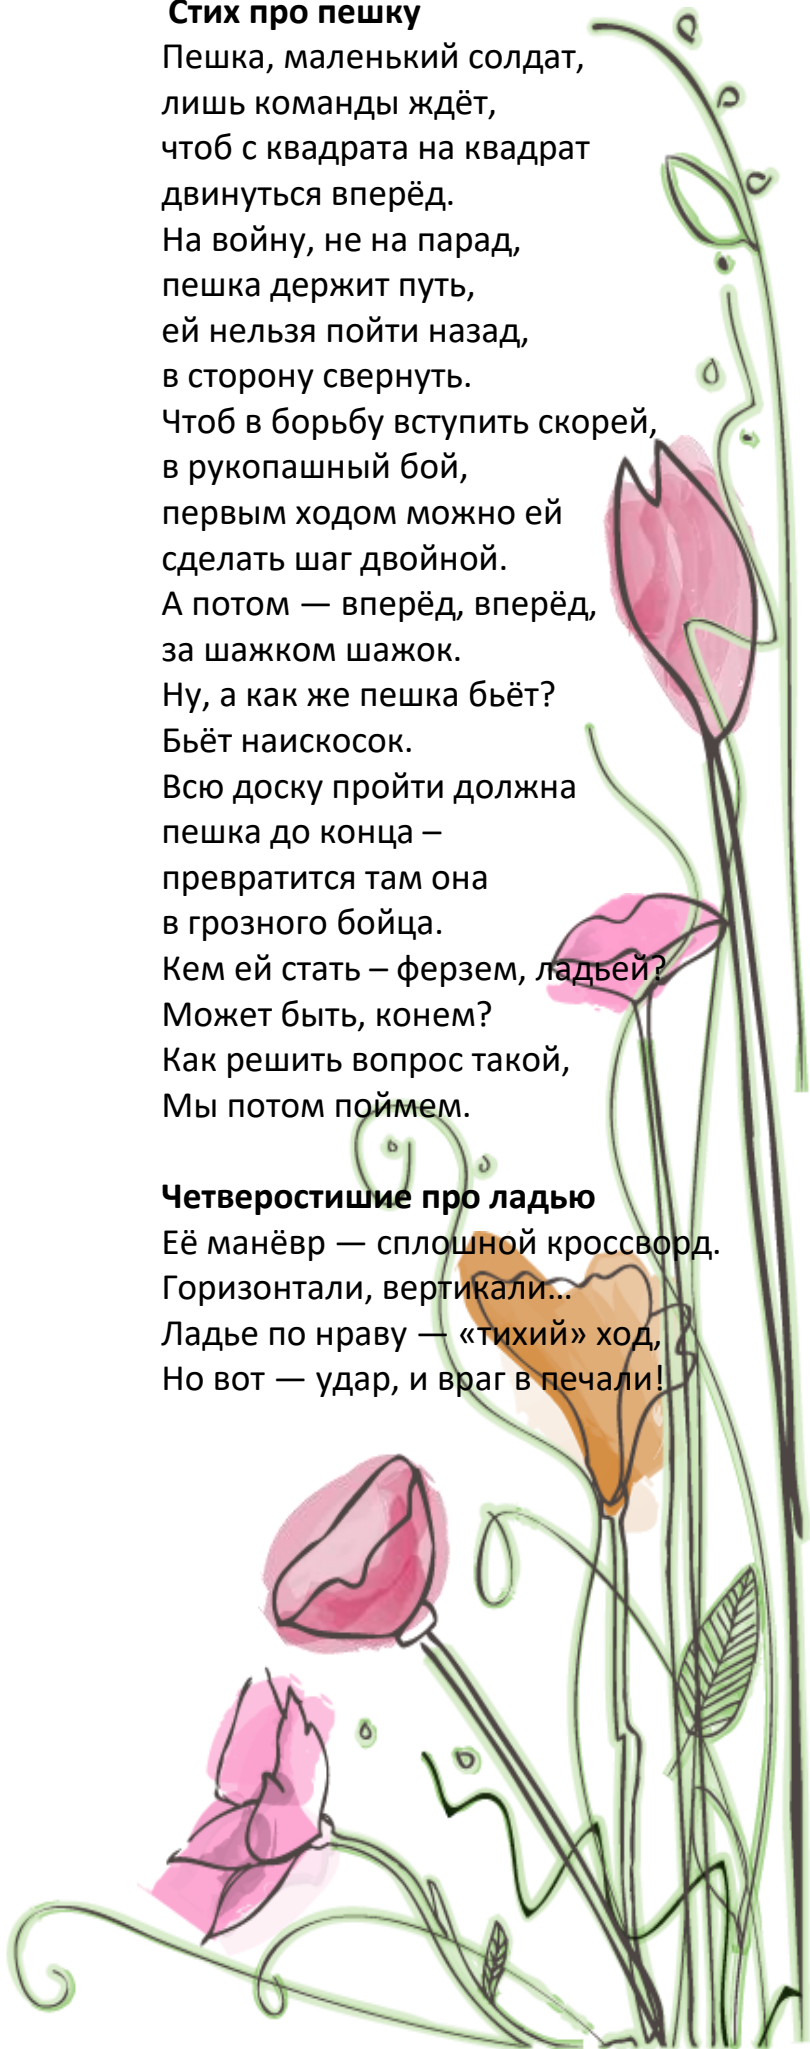 Стих про пешку
Пешка, маленький солдат,
лишь команды ждёт,
чтоб с квадрата на квадрат
двинуться вперёд.
На войну, не на парад,
пешка держит путь,
ей нельзя пойти назад,
в сторону свернуть.
Чтоб в борьбу вступить скорей,
в рукопашный бой,
первым ходом можно ей
сделать шаг двойной.
А потом — вперёд, вперёд,
за шажком шажок.
Ну, а как же пешка бьёт?
Бьёт наискосок.
Всю доску пройти должна
пешка до конца –
превратится там она
в грозного бойца.
Кем ей стать – ферзем, ладьей?
Может быть, конем?
Как решить вопрос такой,
Мы потом поймем.
Четверостишие про ладью
Её манёвр — сплошной кроссворд.
Горизонтали, вертикали...
Ладье по нраву — «тихий» ход,
Но вот — удар, и враг в печали!